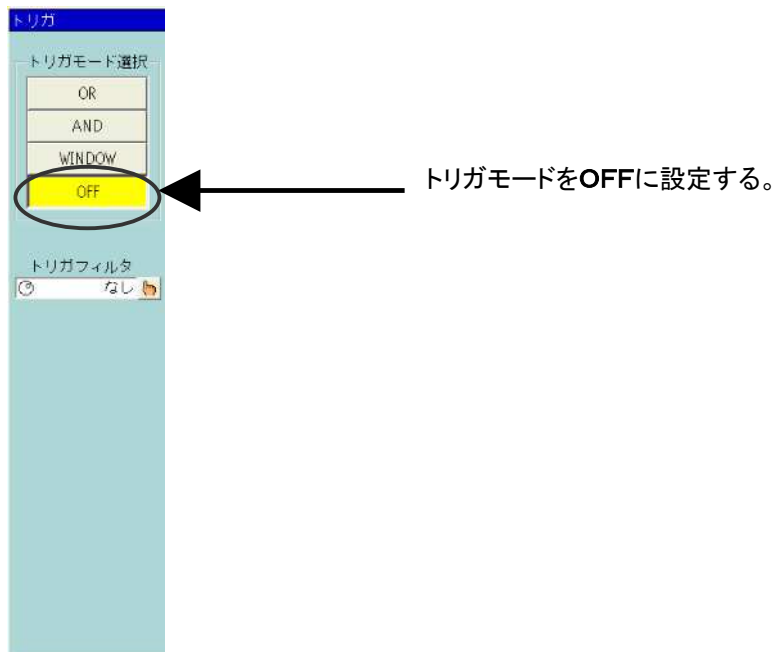 トリガ
トリガモード選択
OR
AND
WINDOW
OFF
トリガモードをOFFに設定する。
トリガフィルタ
なし